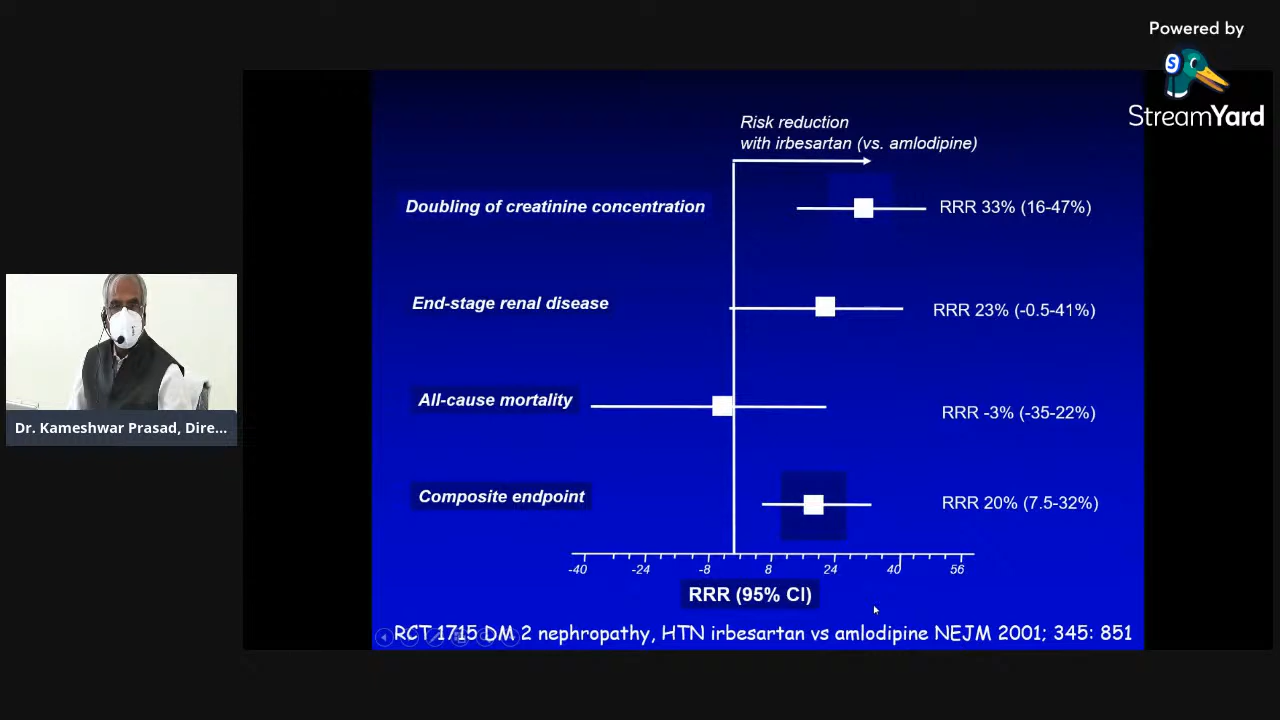 Powered by
StreamYard
Risk reduction
with irbesartan (vs. amlodipine)
Doubling of creatinine concentration
RRR 33% (16-47%)
End-stage renal disease
RRR 23% (-0.5-41%)
All-cause mortality
RRR -3% (-35-22%)
Dr. Kameshwar Prasad, Dire...
Composite endpoint
RRR 20% (7.5-32%)
-40 -24 -8 8 24 40 56
RRR (95% CI)
RCT 1715 DM 2 nephropathy, HTN irbesartan vs amlodipine NEJM 2001; 345: 851